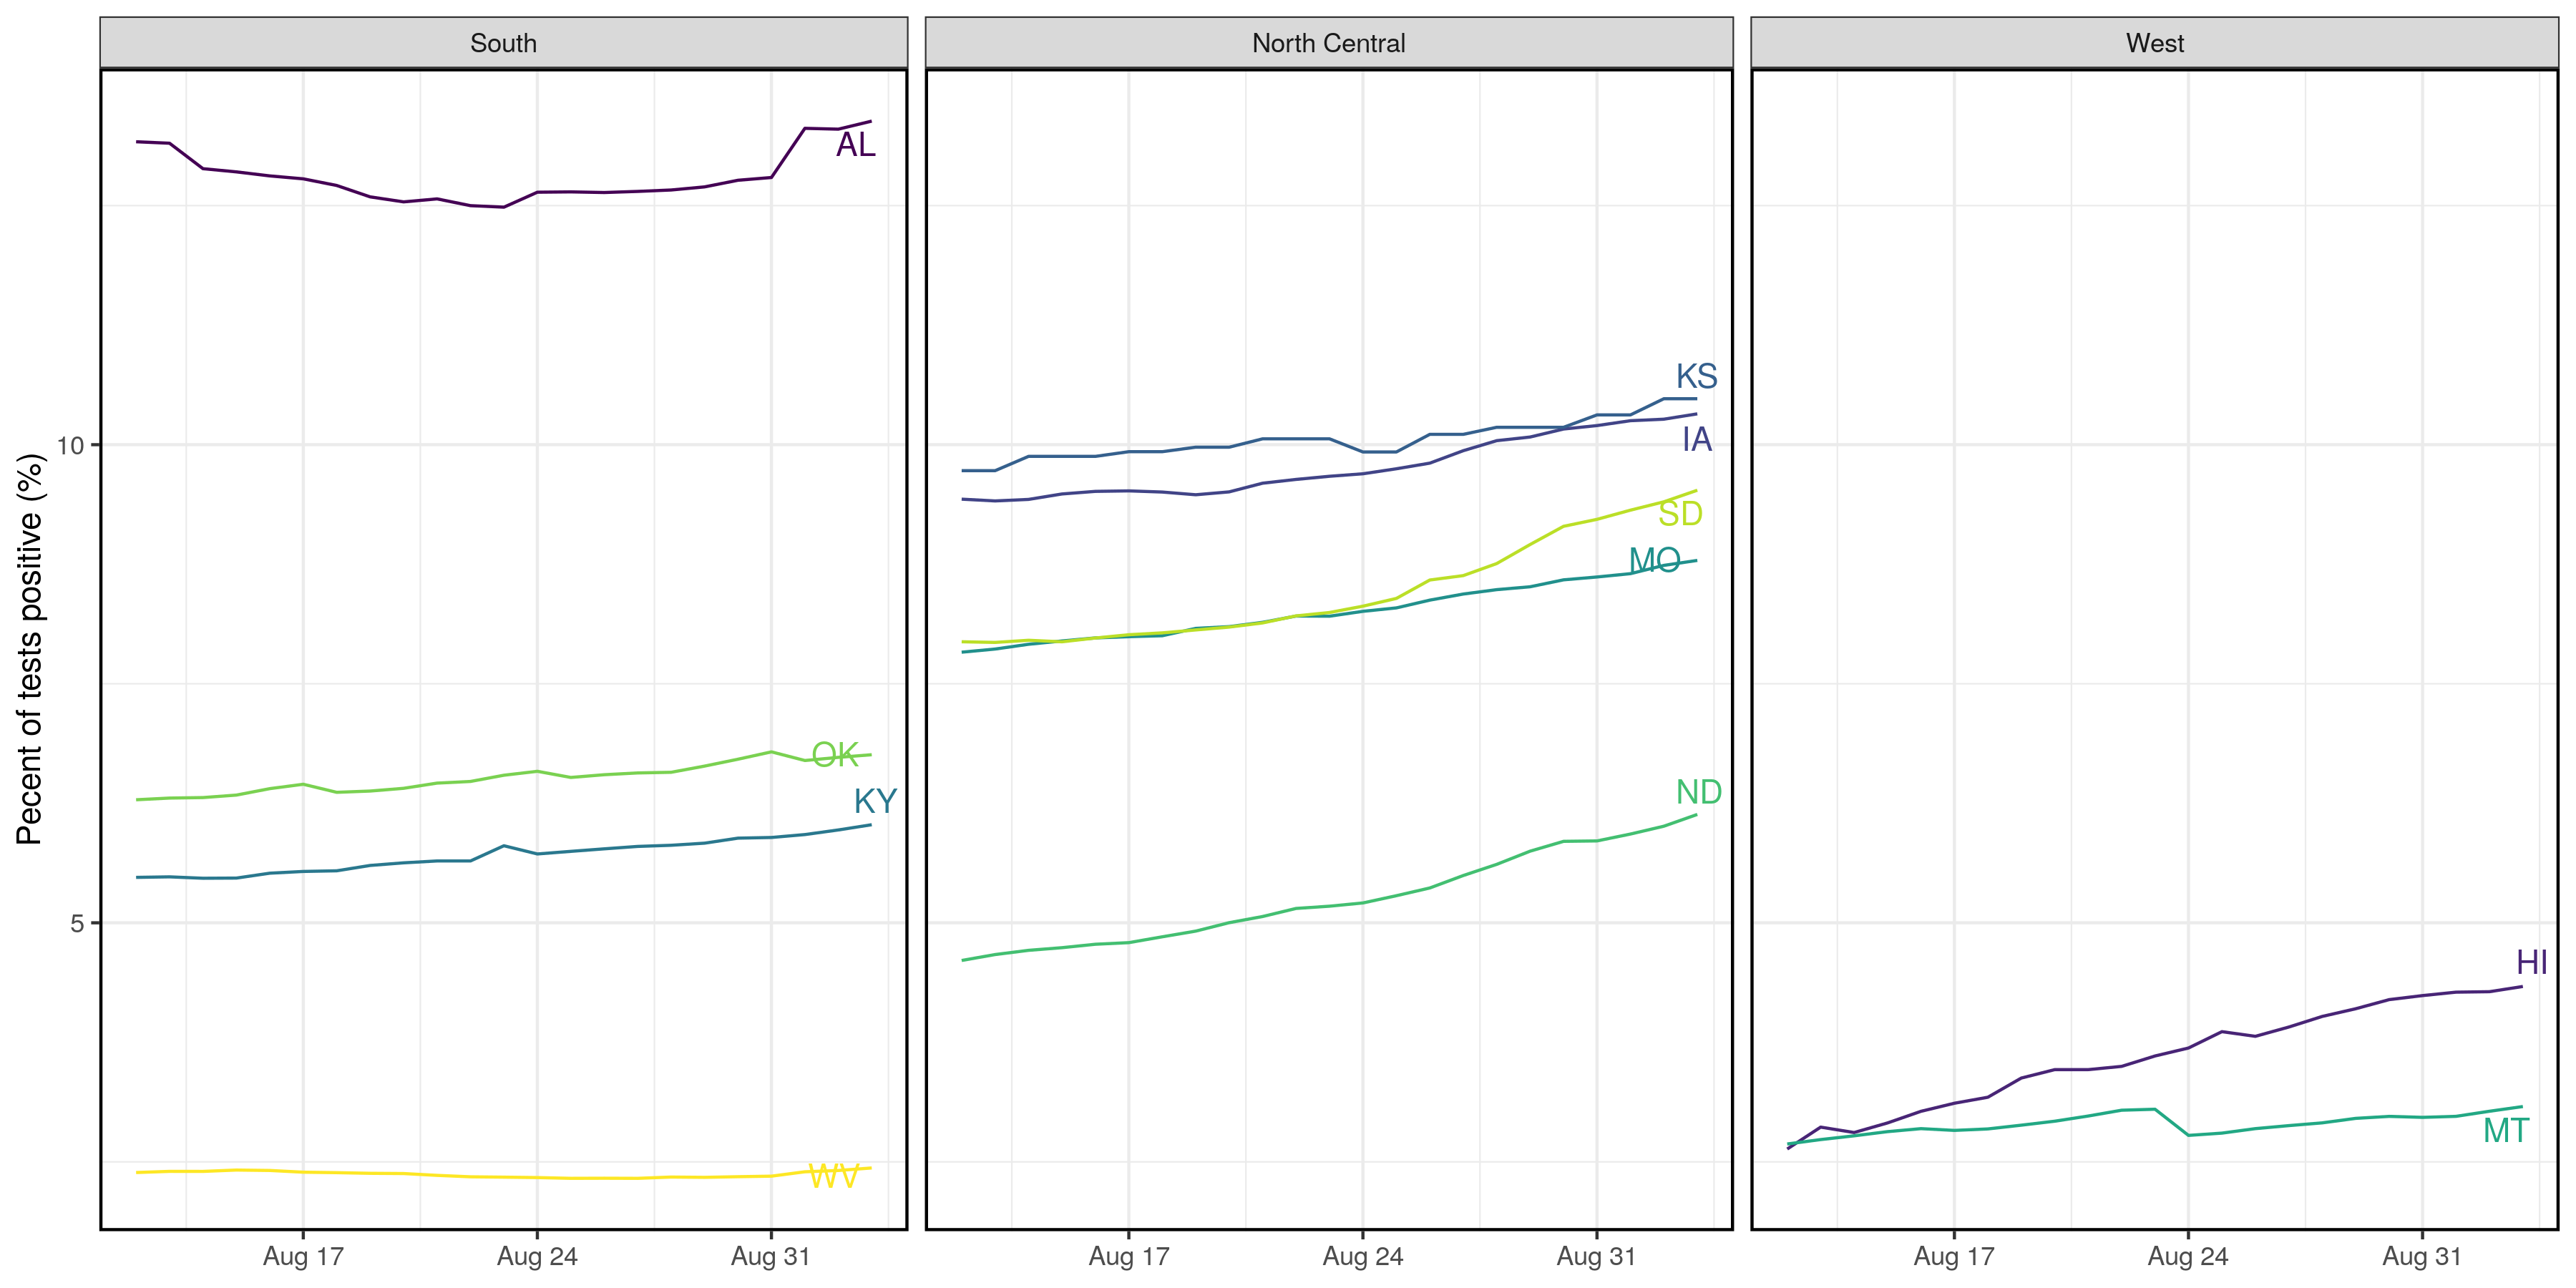 South
North Central
West
Pecent of tests positive (%)
10
5
AL
OK
KY
WV
KS
IA
SD
MO
ND
HI
MT
Aug 17 Aug 24 Aug 31
Aug 17 Aug 24 Aug 31
Aug 17 Aug 24 Aug 31